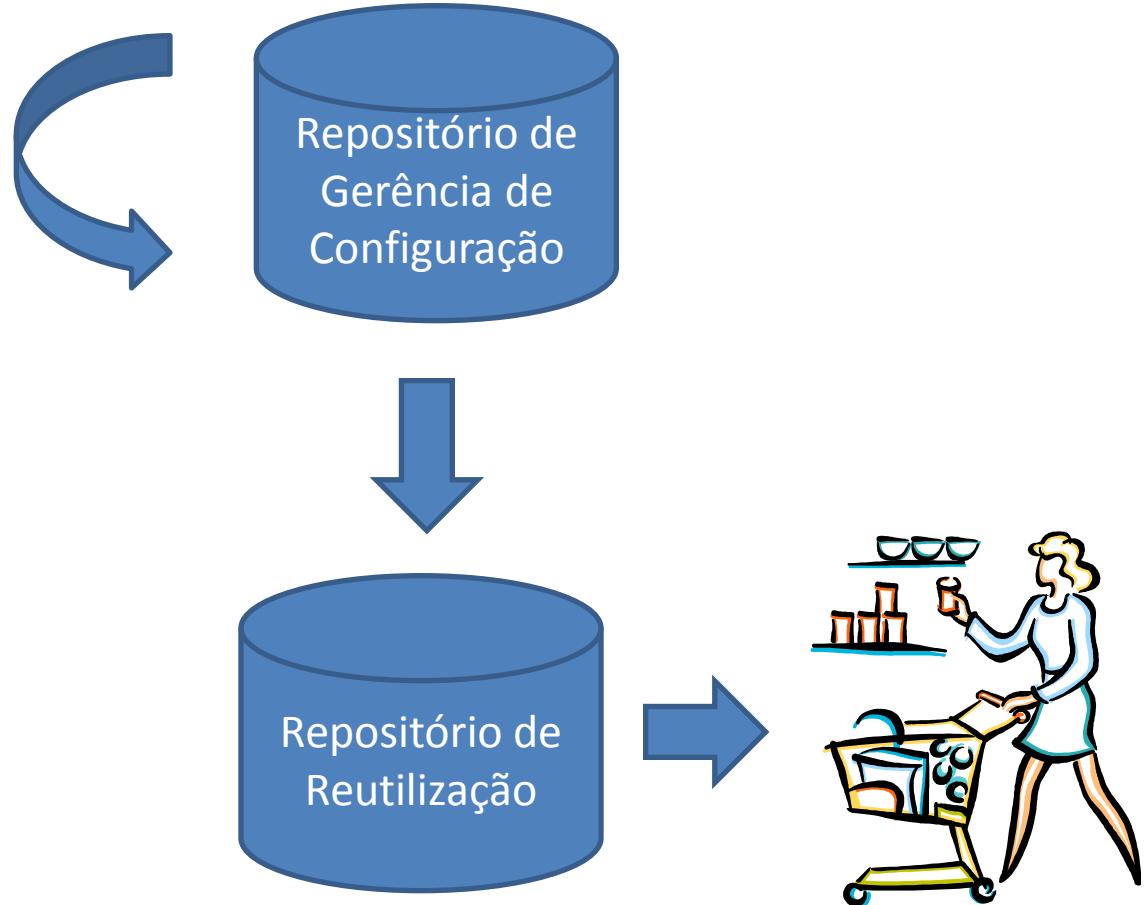 Repositório de
Gerência de
Configuração
Repositório de
Reutilização